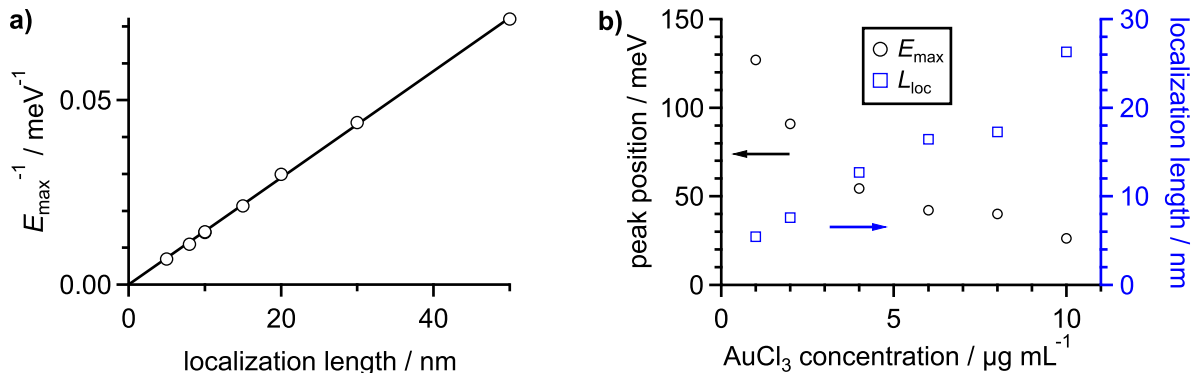 a)
0.05
0.00
E_max^-1 / meV^-1
0
20
40
localization length / nm
b)
150
100
50
0
peak position / meV
E_max
L_loc
30
20
10
0
localization length / nm
0
5
10
AuCl₃ concentration / µg mL⁻¹